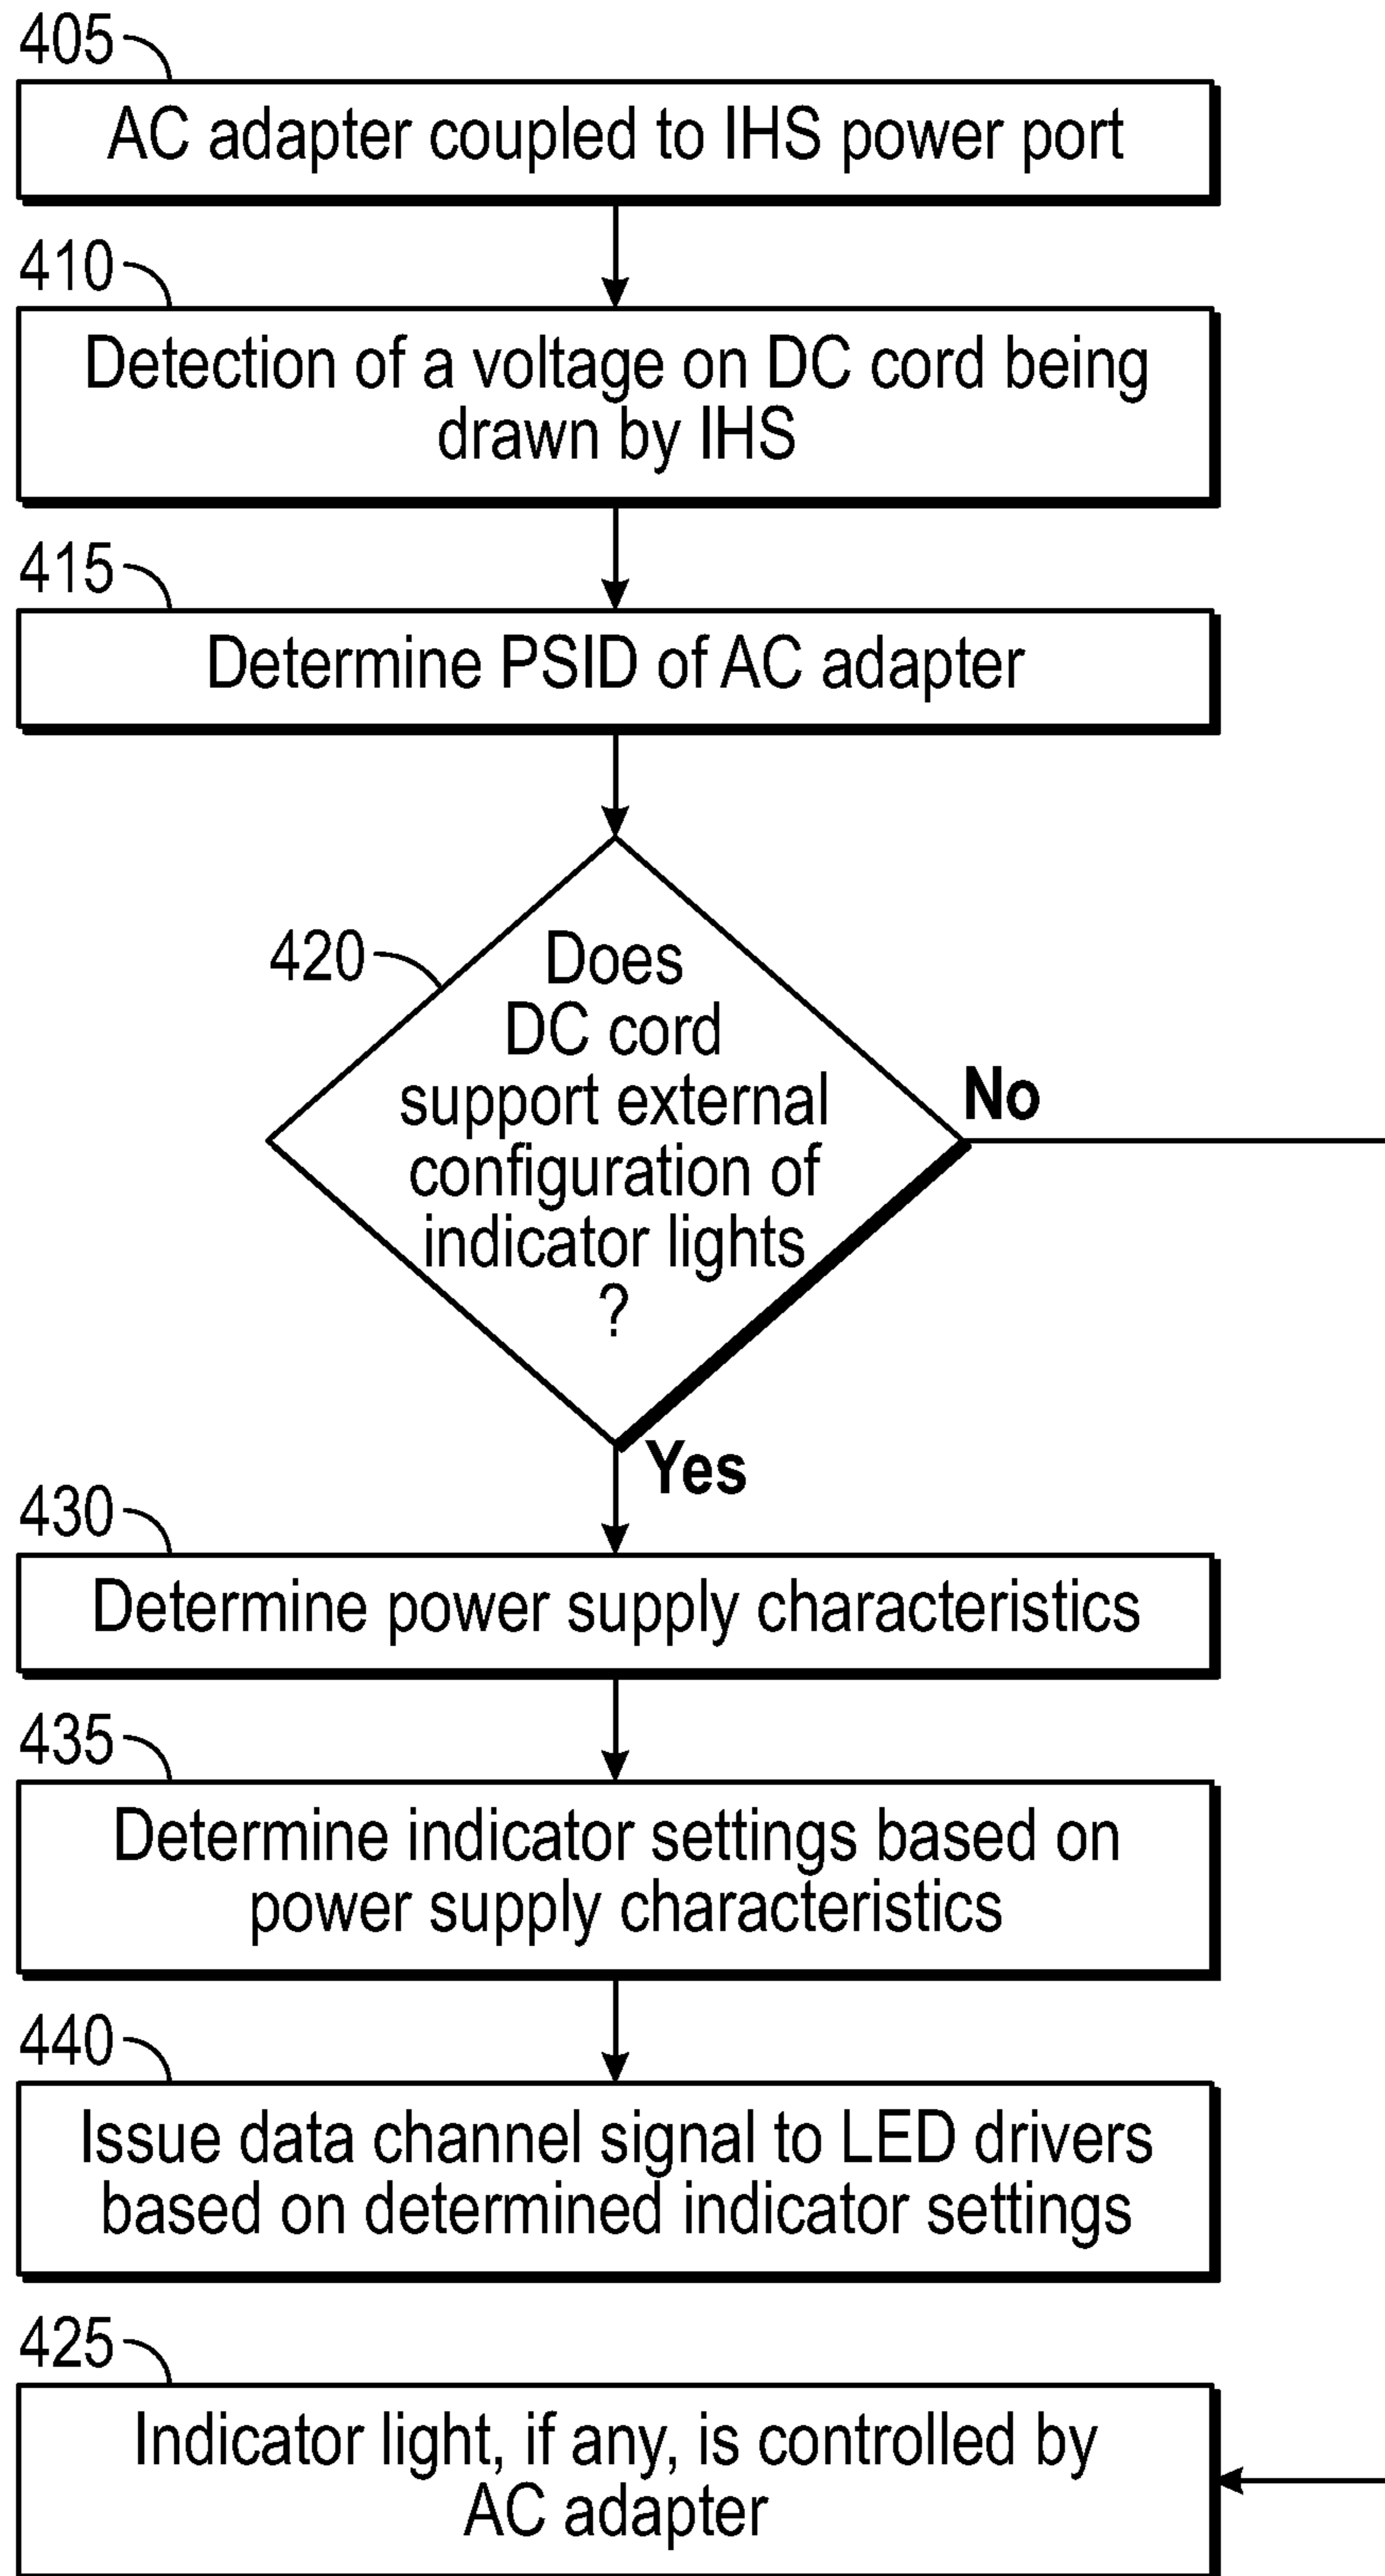 405
AC adapter coupled to IHS power port
410
Detection of a voltage on DC cord being
drawn by IHS
415
Determine PSID of AC adapter
420
Does
DC cord
support external
configuration of
indicator lights
?
No
Yes
430
Determine power supply characteristics
435
Determine indicator settings based on
power supply characteristics
440
Issue data channel signal to LED drivers
based on determined indicator settings
425
Indicator light, if any, is controlled by
AC adapter